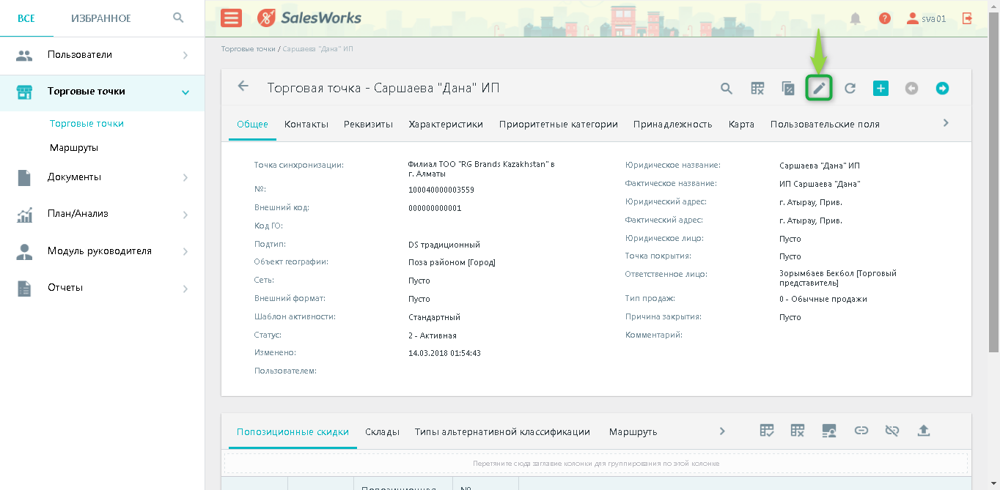 ВСЕ
ИЗБРАННОЕ
Пользователи
Торговые точки
Торговые точки
Маршруты
Документы
План/Анализ
Модуль руководителя
Отчеты
SalesWorks
?
sva01
Торговые точки / Саршаева "Дана" ИП
Торговая точка - Саршаева "Дана" ИП
Общее
Контакты
Реквизиты
Характеристики
Приоритетные категории
Принадлежность
Карта
Пользовательские поля
Точка синхронизации:
Филиал ТОО "RG Brands Kazakhstan" в
г. Алматы
№:
100040000003559
Внешний код:
000000000001
Код ГО:
Подтип:
DS традиционный
Объект географии:
Поза районом [Город]
Сеть:
Пусто
Внешний формат:
Пусто
Шаблон активности:
Стандартный
Статус:
2 - Активная
Изменено:
14.03.2018 01:54:43
Пользователем:
Юридическое название:
Саршаева "Дана" ИП
Фактическое название:
ИП Саршаева "Дана"
Юридический адрес:
г. Атырау, Прив.
Фактический адрес:
г. Атырау, Прив.
Юридическое лицо:
Пусто
Точка покрытия:
Пусто
Ответственное лицо:
Зорымбаев Бекбол [Торговый
представитель]
Тип продаж:
0 - Обычные продажи
Причина закрытия:
Пусто
Комментарий:
Попозиционные скидки
Склады
Типы альтернативной классификации
Маршруть
Перетяните сюда заглавие колонки для группирования по этой колонке
Попозиционная
№